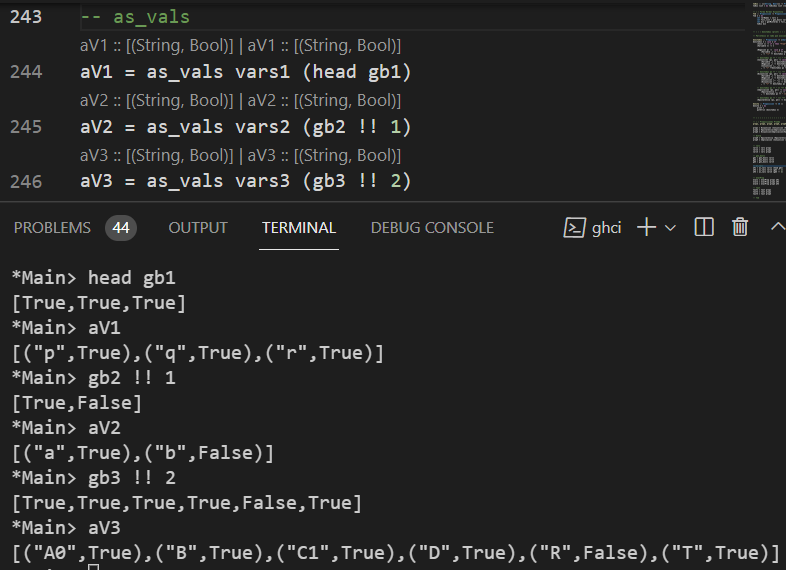 243 -- as_vals
aV1 :: [(String, Bool)] | aV1 :: [(String, Bool)]
244 aV1 = as_vals vars1 (head gb1)
aV2 :: [(String, Bool)] | aV2 :: [(String, Bool)]
245 aV2 = as_vals vars2 (gb2 !! 1)
aV3 :: [(String, Bool)] | aV3 :: [(String, Bool)]
246 aV3 = as_vals vars3 (gb3 !! 2)
PROBLEMS 44 OUTPUT TERMINAL DEBUG CONSOLE ghci
*Main> head gb1
[True,True,True]
*Main> aV1
[("p",True),("q",True),("r",True)]
*Main> gb2 !! 1
[True,False]
*Main> aV2
[("a",True),("b",False)]
*Main> gb3 !! 2
[True,True,True,True,False,True]
*Main> aV3
[("A0",True),("B",True),("C1",True),("D",True),("R",False),("T",True)]